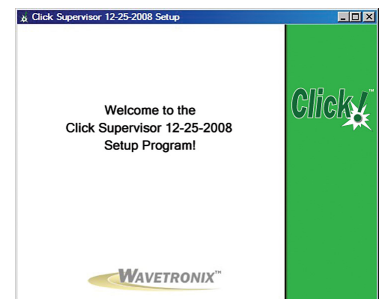 Click Supervisor 12-25-2008 Setup
Welcome to the
Click Supervisor 12-25-2008
Setup Program!
Click!™
WAVETRONIX™